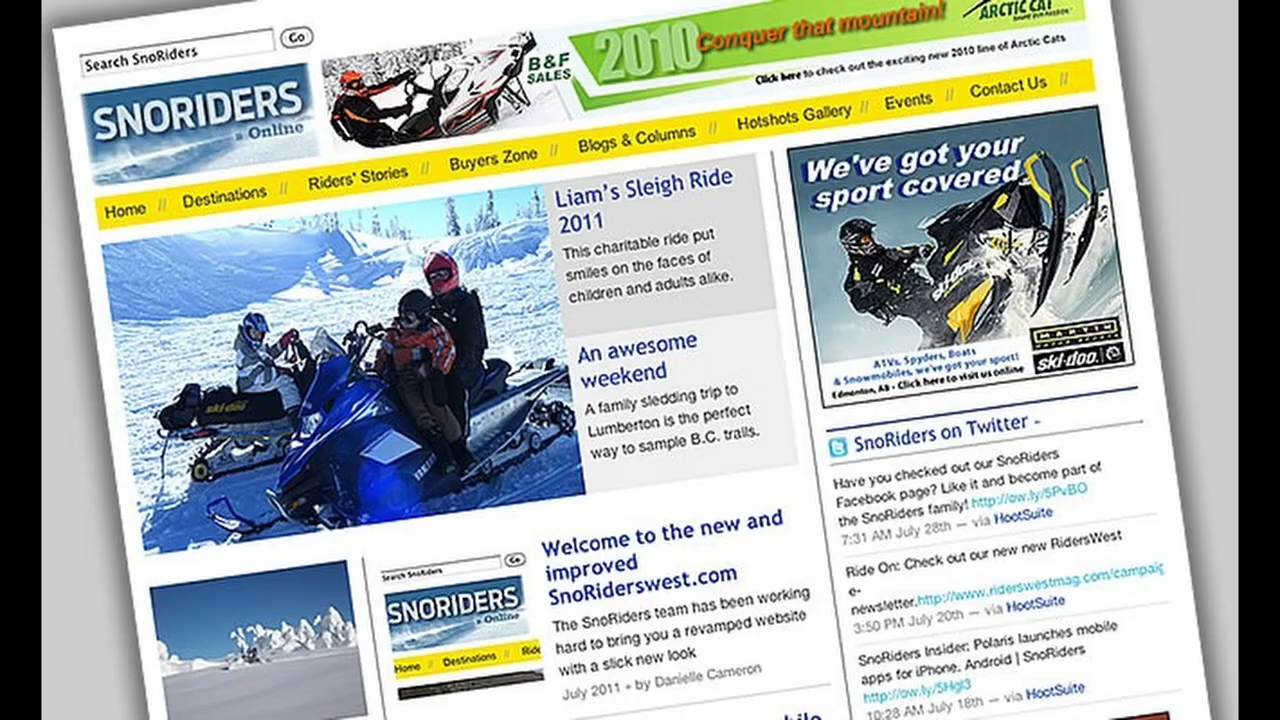 Search SnoRiders
Go
SNORIDERS
» Online
B&F
SALES
2010 Conquer that mountain!
ARCTIC CAT
Click here to check out the exciting new 2010 line of Arctic Cats
Home // Destinations // Riders' Stories // Buyers Zone // Blogs & Columns // Hotshots Gallery // Events // Contact Us //
Liam's Sleigh Ride
2011
This charitable ride put
smiles on the faces of
children and adults alike.
An awesome
weekend
A family sledding trip to
Lumberton is the perfect
way to sample B.C. trails.
ski-doo
We've got your
sport covered
ATVs, Spyders, Boats
& Snowmobiles, we've got your sport!
Edmonton, AB - Click here to visit us online
MARTIN
ski-doo
SnoRiders on Twitter -
Have you checked out our SnoRiders
Facebook page? Like it and become part of
the SnoRiders family! http://ow.ly/5PvBO
7:31 AM July 28th — via HootSuite
Ride On: Check out our new new RidersWest
e-
newsletter.http://www.riderswestmag.com/campaig
3:50 PM July 20th — via HootSuite
SnoRiders Insider: Polaris launches mobile
apps for iPhone, Android | SnoRiders
http://ow.ly/5Hgl3
10:28 AM July 18th — via HootSuite
Search SnoRiders
Go
SNORIDERS
» Online
Home // Destinations // Ride
Welcome to the new and
improved
SnoRiderswest.com
The SnoRiders team has been working
hard to bring you a revamped website
with a slick new look
July 2011 • by Danielle Cameron